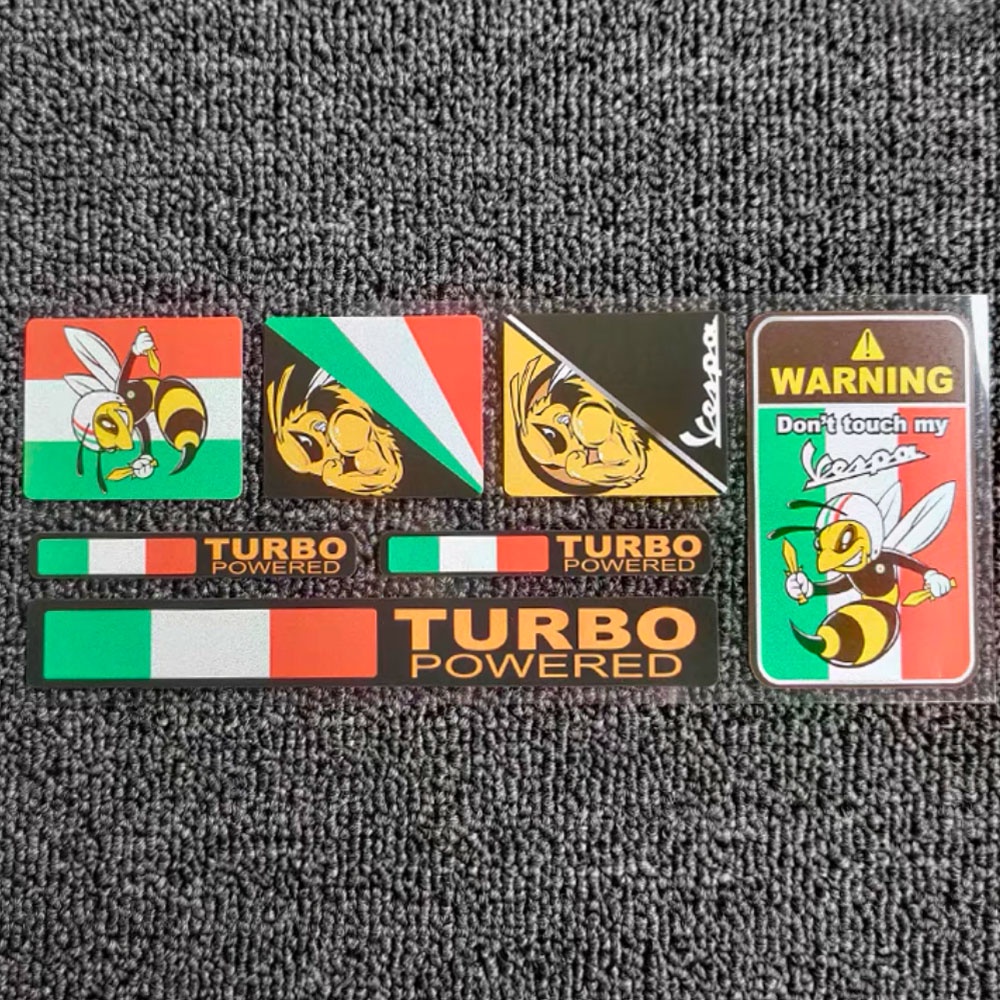 Vespa
WARNING
Don't touch my
Vespa
TURBO
POWERED
TURBO
POWERED
TURBO
POWERED